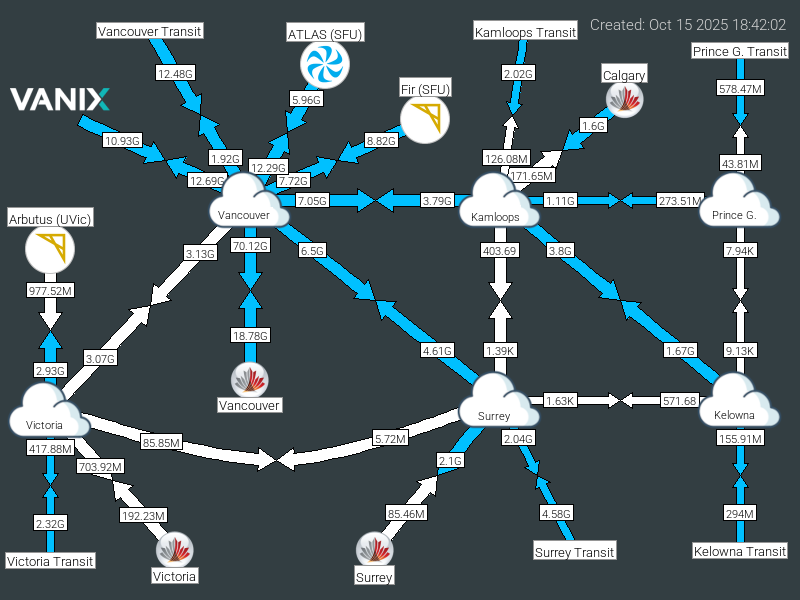 Created: Oct 15 2025 18:42:02
Vancouver Transit
ATLAS (SFU)
Kamloops Transit
Prince G. Transit
12.48G
2.02G
Calgary
578.47M
VANIX
5.96G
Fir (SFU)
1.6G
10.93G
8.82G
1.92G
126.08M
43.81M
12.29G
171.65M
12.69G
7.72G
7.05G
3.79G
1.11G
273.51M
Vancouver
Kamloops
Prince G.
Arbutus (UVic)
3.13G
70.12G
6.5G
403.69
3.8G
7.94K
977.52M
18.78G
3.07G
4.61G
1.39K
1.67G
9.13K
2.93G
Vancouver
1.63K
571.68
Victoria
Surrey
Kelowna
417.88M
85.85M
5.72M
2.04G
155.91M
703.92M
2.1G
2.32G
192.23M
85.46M
4.58G
294M
Victoria Transit
Victoria
Surrey
Surrey Transit
Kelowna Transit